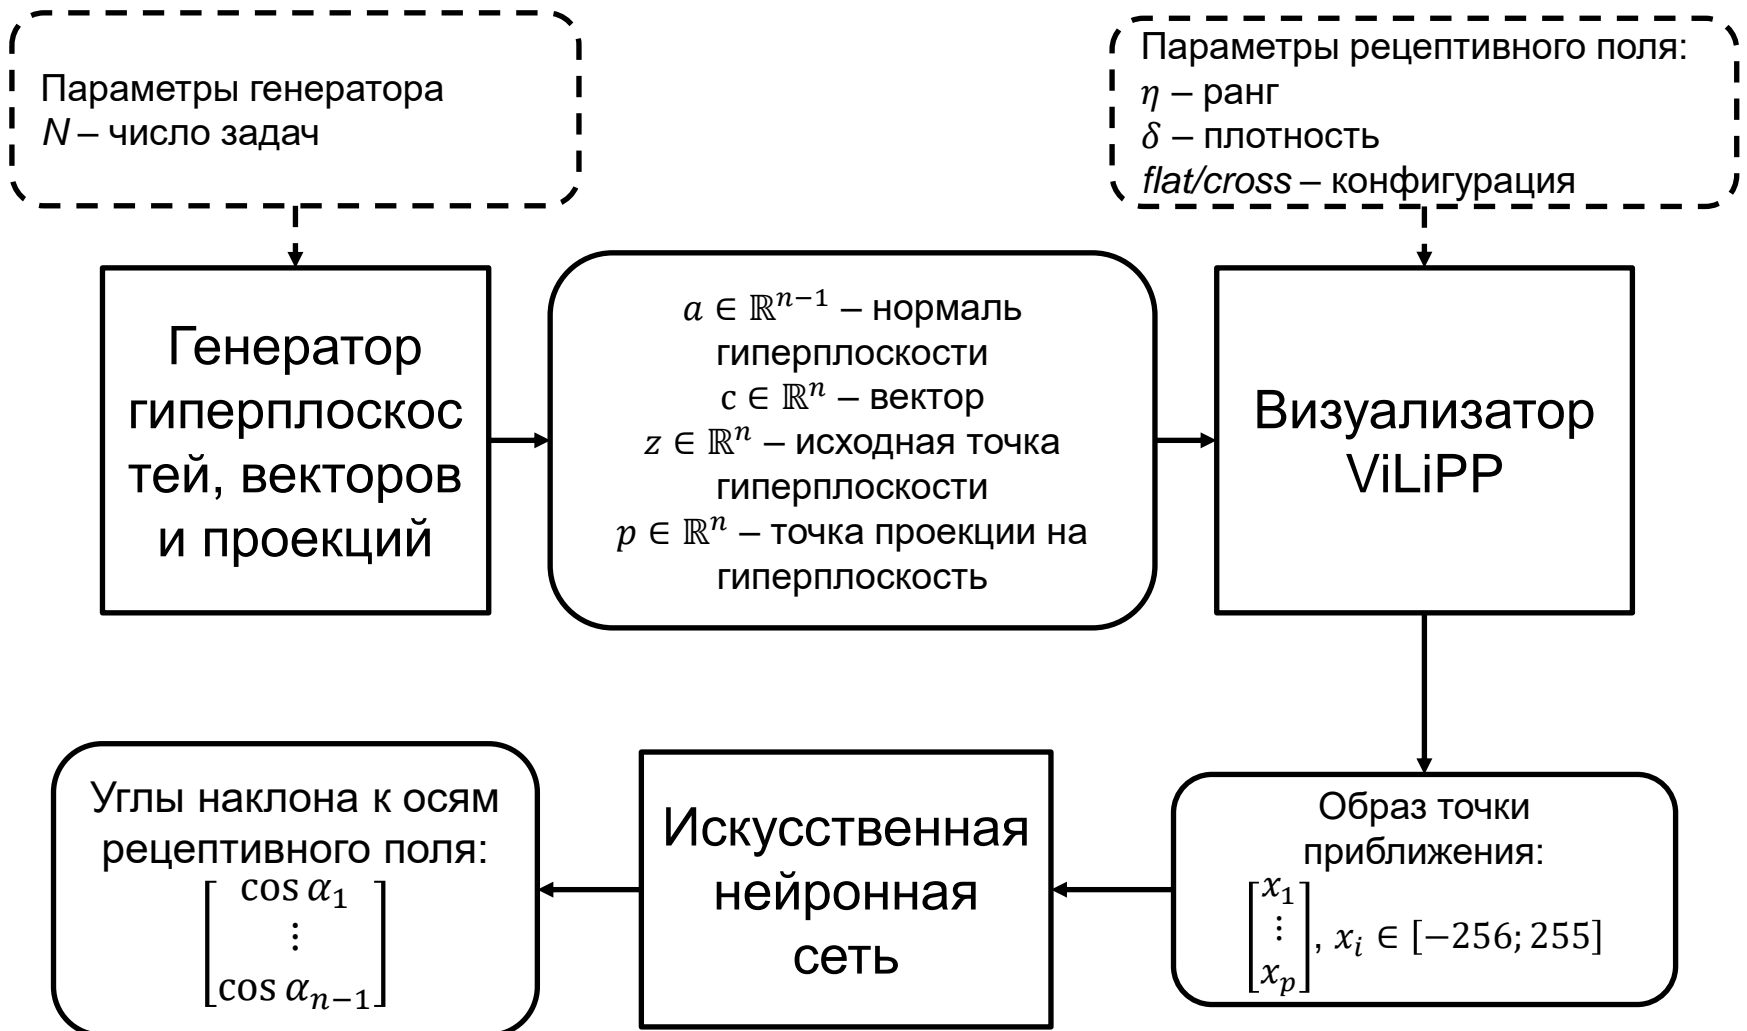 Параметры генератора
N – число задач
Параметры рецептивного поля:
η – ранг
δ – плотность
flat/cross – конфигурация
Генератор
гиперплоскос
тей, векторов
и проекций
a ∈ ℝⁿ⁻¹ – нормаль
гиперплоскости
c ∈ ℝⁿ – вектор
z ∈ ℝⁿ – исходная точка
гиперплоскости
p ∈ ℝⁿ – точка проекции на
гиперплоскость
Визуализатор
ViLiPP
Образ точки
приближения:
[x₁
⋮
xₚ], xᵢ ∈ [−256; 255]
Искусственная
нейронная
сеть
Углы наклона к осям
рецептивного поля:
[cos α₁
⋮
cos αₙ₋₁]